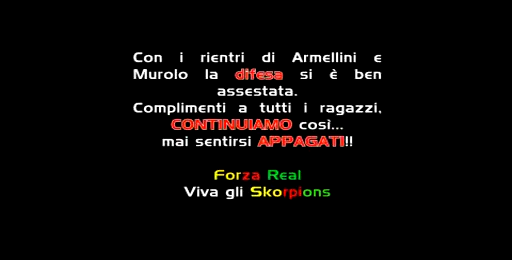 Con i rientri di Armellini e
Murolo la difesa si è ben
assestata.
Complimenti a tutti i ragazzi,
CONTINUIAMO così...
mai sentirsi APPAGATI!!
Forza Real
Viva gli Skorpions